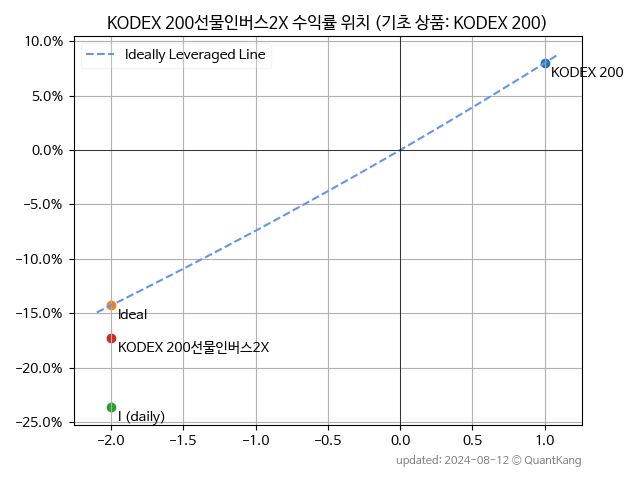 KODEX 200선물인버스2X 수익률 위치 (기초 상품: KODEX 200)
10.0%
Ideally Leveraged Line
KODEX 200
5.0%
0.0%
−5.0%
−10.0%
−15.0%
Ideal
KODEX 200선물인버스2X
−20.0%
I (daily)
−25.0%
−2.0 −1.5 −1.0 −0.5 0.0 0.5 1.0
updated: 2024-08-12 © QuantKang